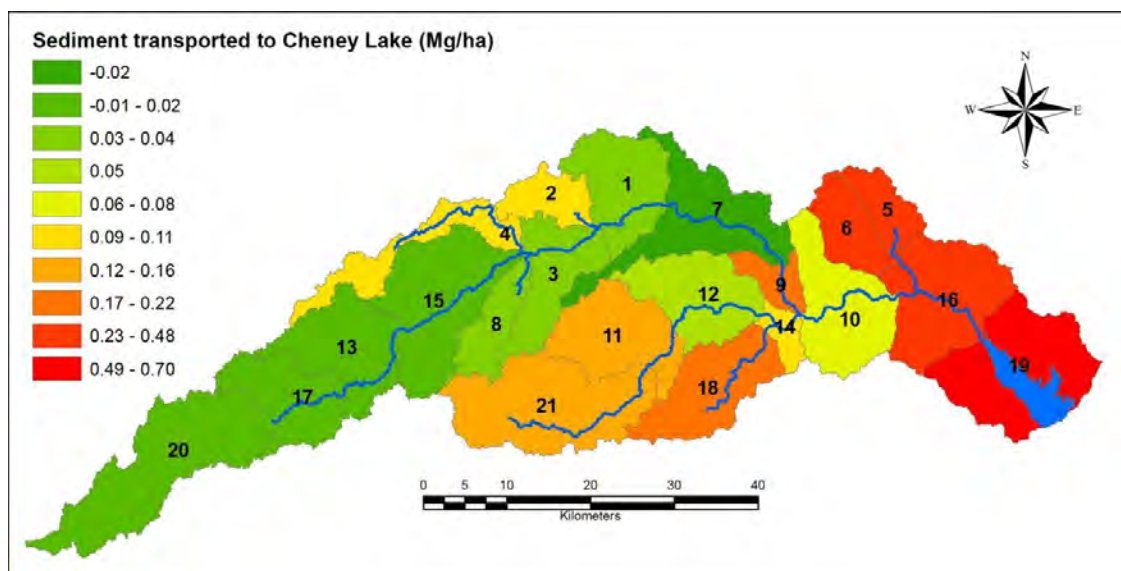 Sediment transported to Cheney Lake (Mg/ha)
-0.02
-0.01 - 0.02
0.03 - 0.04
0.05
0.06 - 0.08
0.09 - 0.11
0.12 - 0.16
0.17 - 0.22
0.23 - 0.48
0.49 - 0.70
N
W E
S
1
2
7
5
6
4
3
9
15
12
16
14
10
8
11
13
19
18
17
21
20
0 5 10 20 30 40
Kilometers